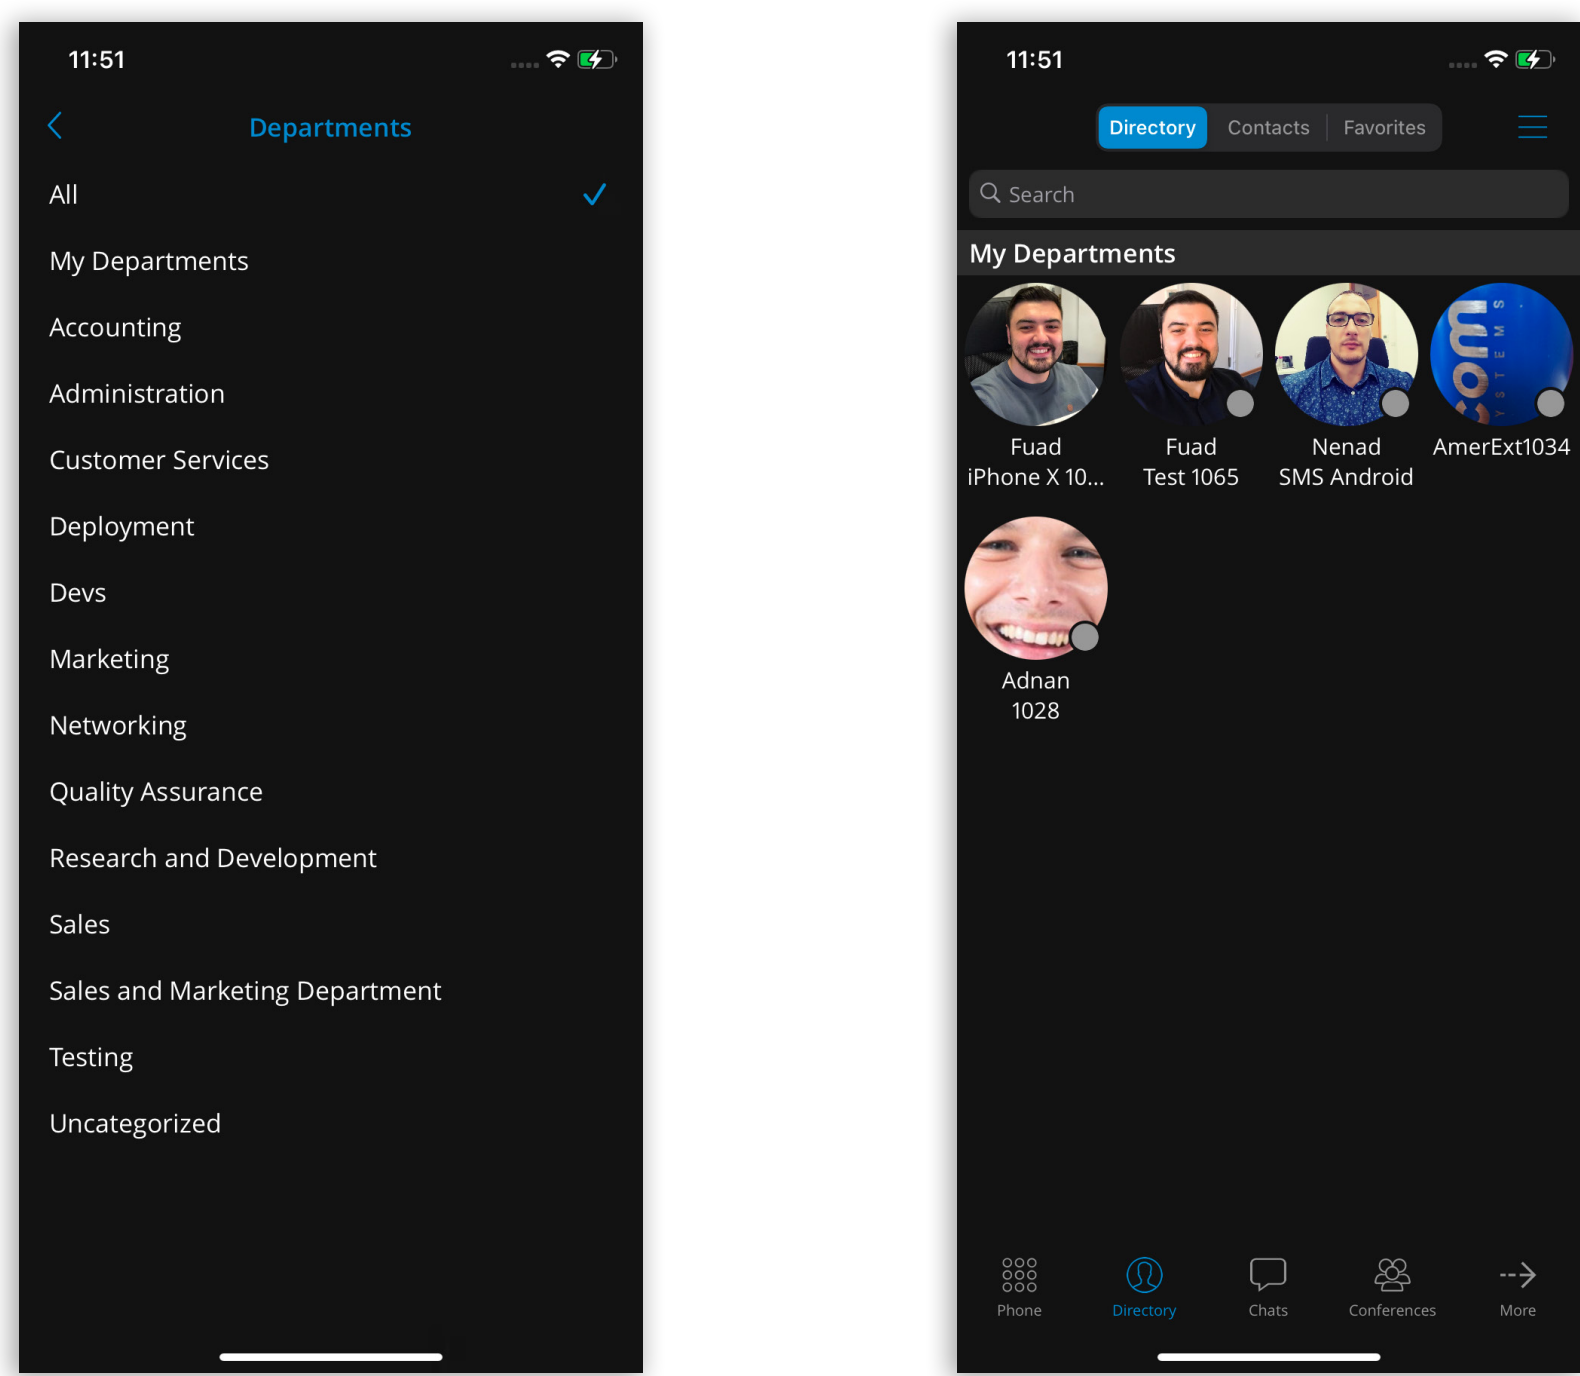 11:51
Departments
All
My Departments
Accounting
Administration
Customer Services
Deployment
Devs
Marketing
Networking
Quality Assurance
Research and Development
Sales
Sales and Marketing Department
Testing
Uncategorized
11:51
Directory Contacts Favorites
Search
My Departments
com
YSTEMS
Fuad
iPhone X 10...
Fuad
Test 1065
Nenad
SMS Android
AmerExt1034
Adnan
1028
Phone Directory Chats Conferences More